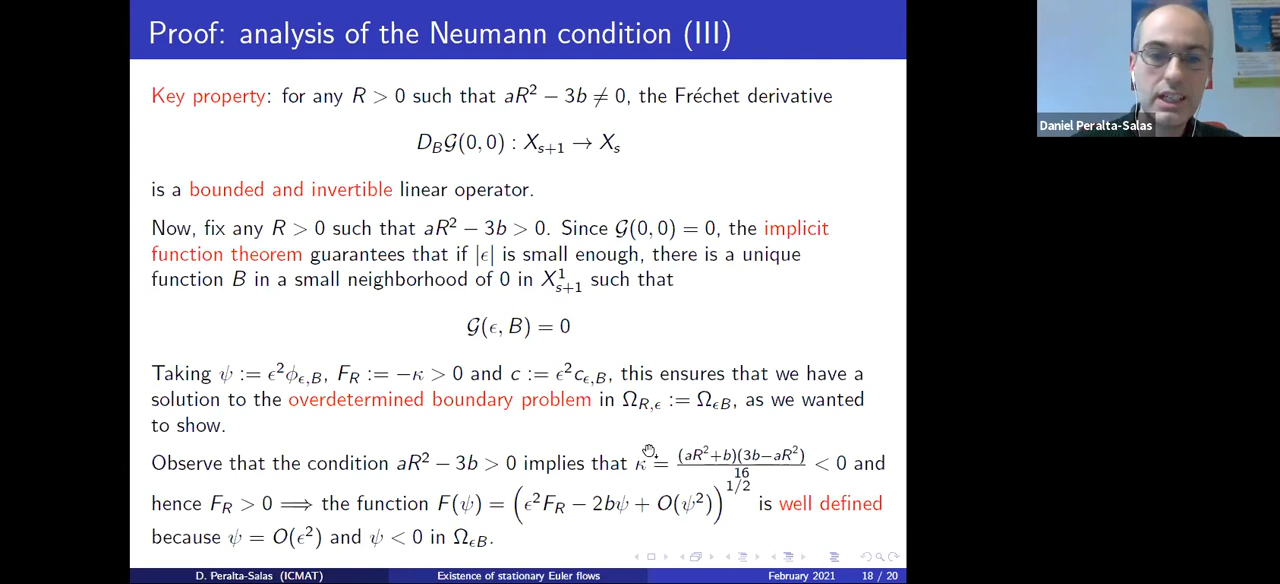 Proof: analysis of the Neumann condition (III)
Key property: for any R > 0 such that aR² − 3b ≠ 0, the Fréchet derivative
D_B𝒢(0, 0) : X_{s+1} → X_s
is a bounded and invertible linear operator.
Now, fix any R > 0 such that aR² − 3b > 0. Since 𝒢(0, 0) = 0, the implicit
function theorem guarantees that if |ϵ| is small enough, there is a unique
function B in a small neighborhood of 0 in X¹_{s+1} such that
𝒢(ϵ, B) = 0
Taking ψ := ϵ²ϕ_{ϵ,B}, F_R := −κ > 0 and c := ϵ²c_{ϵ,B}, this ensures that we have a
solution to the overdetermined boundary problem in Ω_{R,ϵ} := Ω_{ϵB}, as we wanted
to show.
Observe that the condition aR² − 3b > 0 implies that κ = (aR²+b)(3b−aR²)/16 < 0 and
hence F_R > 0 ⟹ the function F(ψ) = (ϵ²F_R − 2bψ + O(ψ²))^{1/2} is well defined
because ψ = O(ϵ²) and ψ < 0 in Ω_{ϵB}.
D. Peralta-Salas (ICMAT) Existence of stationary Euler flows February 2021 18 / 20
Daniel Peralta-Salas